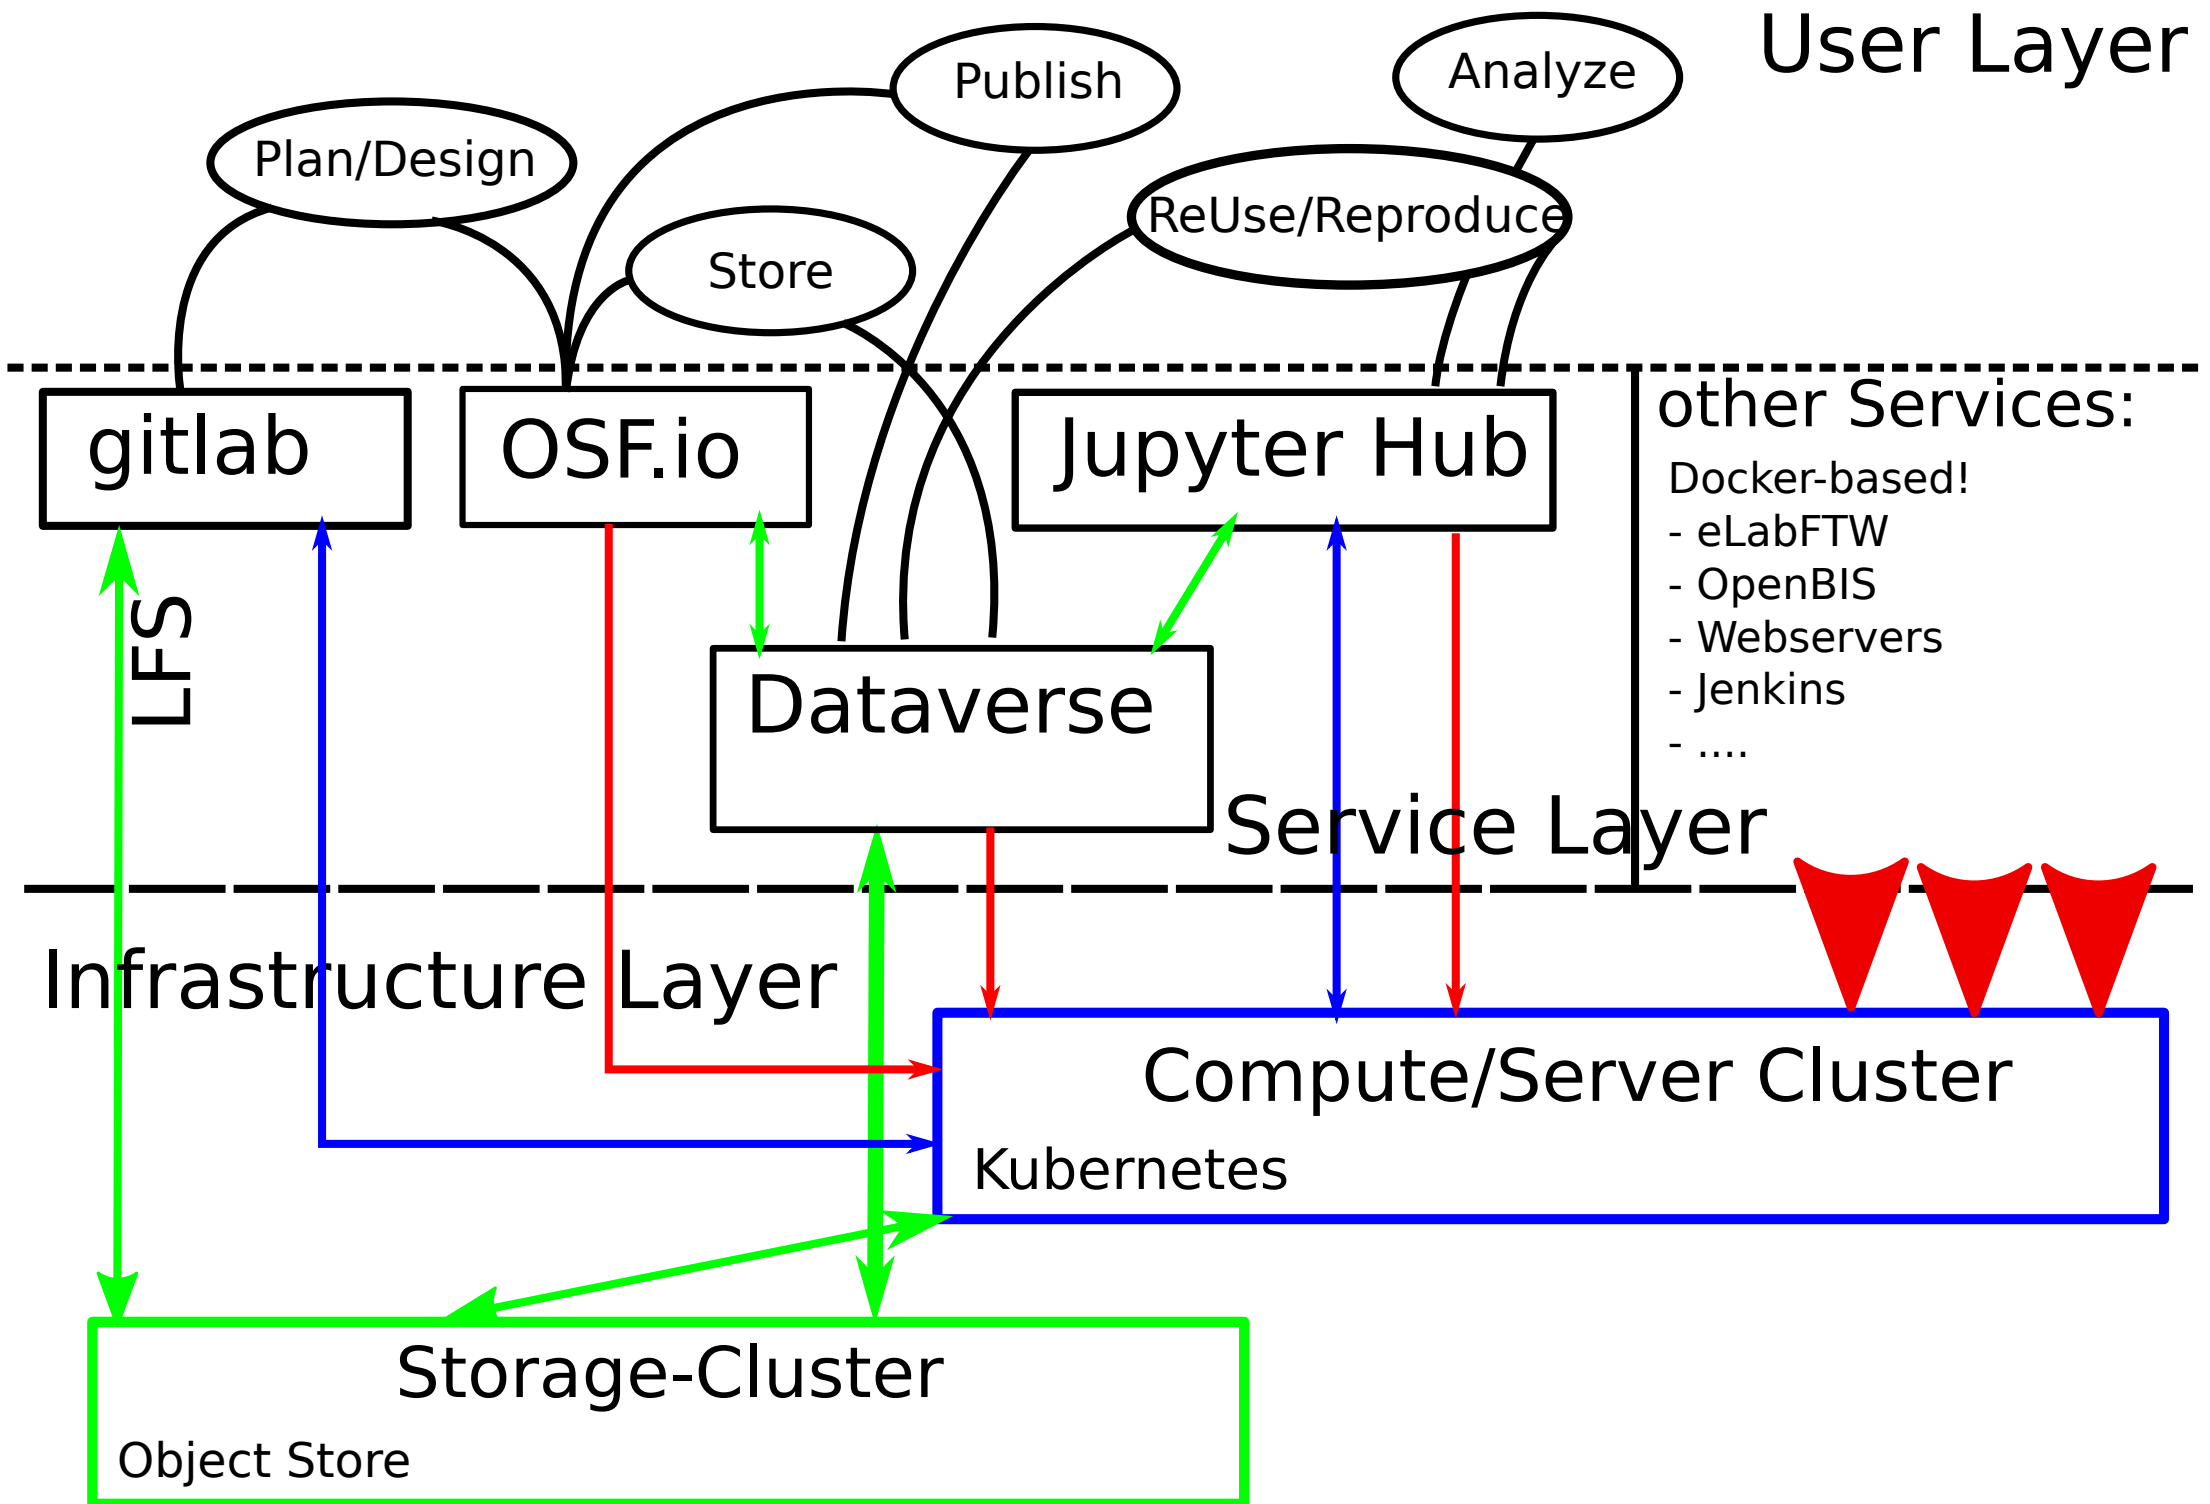 User Layer
Publish
Analyze
Plan/Design
Store
ReUse/Reproduce
gitlab
OSF.io
Jupyter Hub
other Services:
Docker-based!
- eLabFTW
- OpenBIS
- Webservers
- Jenkins
- ....
LFS
Dataverse
Service Layer
Infrastructure Layer
Compute/Server Cluster
Kubernetes
Storage-Cluster
Object Store